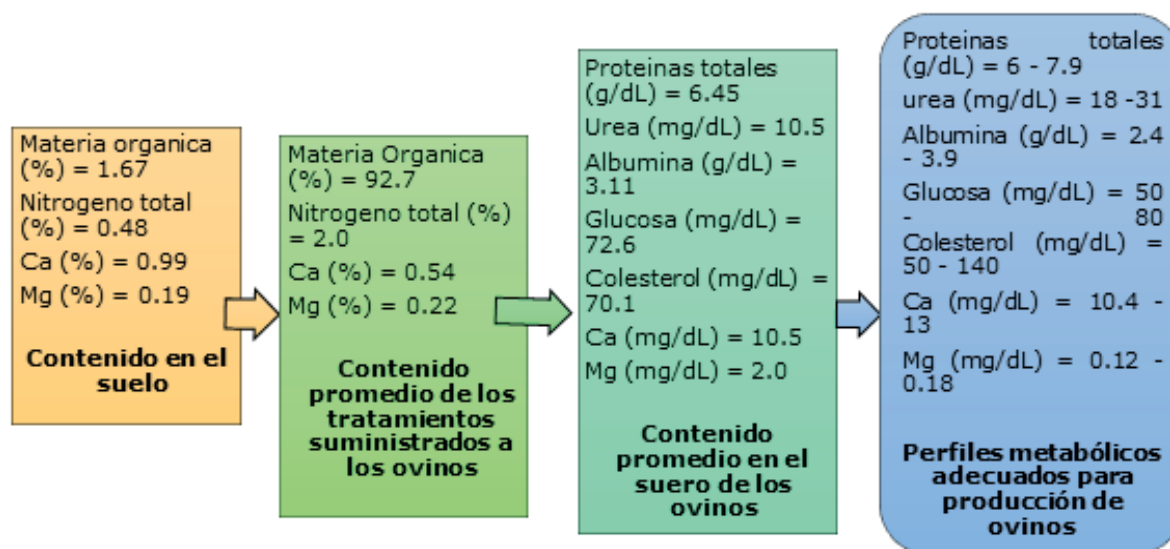 Materia organica
(%) = 1.67
Nitrogeno total
(%) = 0.48
Ca (%) = 0.99
Mg (%) = 0.19
Contenido en el
suelo
Materia Organica
(%) = 92.7
Nitrogeno total (%)
= 2.0
Ca (%) = 0.54
Mg (%) = 0.22
Contenido
promedio de los
tratamientos
suministrados a
los ovinos
Proteinas totales
(g/dL) = 6.45
Urea (mg/dL) = 10.5
Albumina (g/dL) =
3.11
Glucosa (mg/dL) =
72.6
Colesterol (mg/dL) =
70.1
Ca (mg/dL) = 10.5
Mg (mg/dL) = 2.0
Contenido
promedio en el
suero de los
ovinos
Proteinas totales
(g/dL) = 6 - 7.9
urea (mg/dL) = 18 -31
Albumina (g/dL) = 2.4
- 3.9
Glucosa (mg/dL) = 50
- 80
Colesterol (mg/dL) =
50 - 140
Ca (mg/dL) = 10.4 -
13
Mg (mg/dL) = 0.12 -
0.18
Perfiles metabólicos
adecuados para
producción de
ovinos